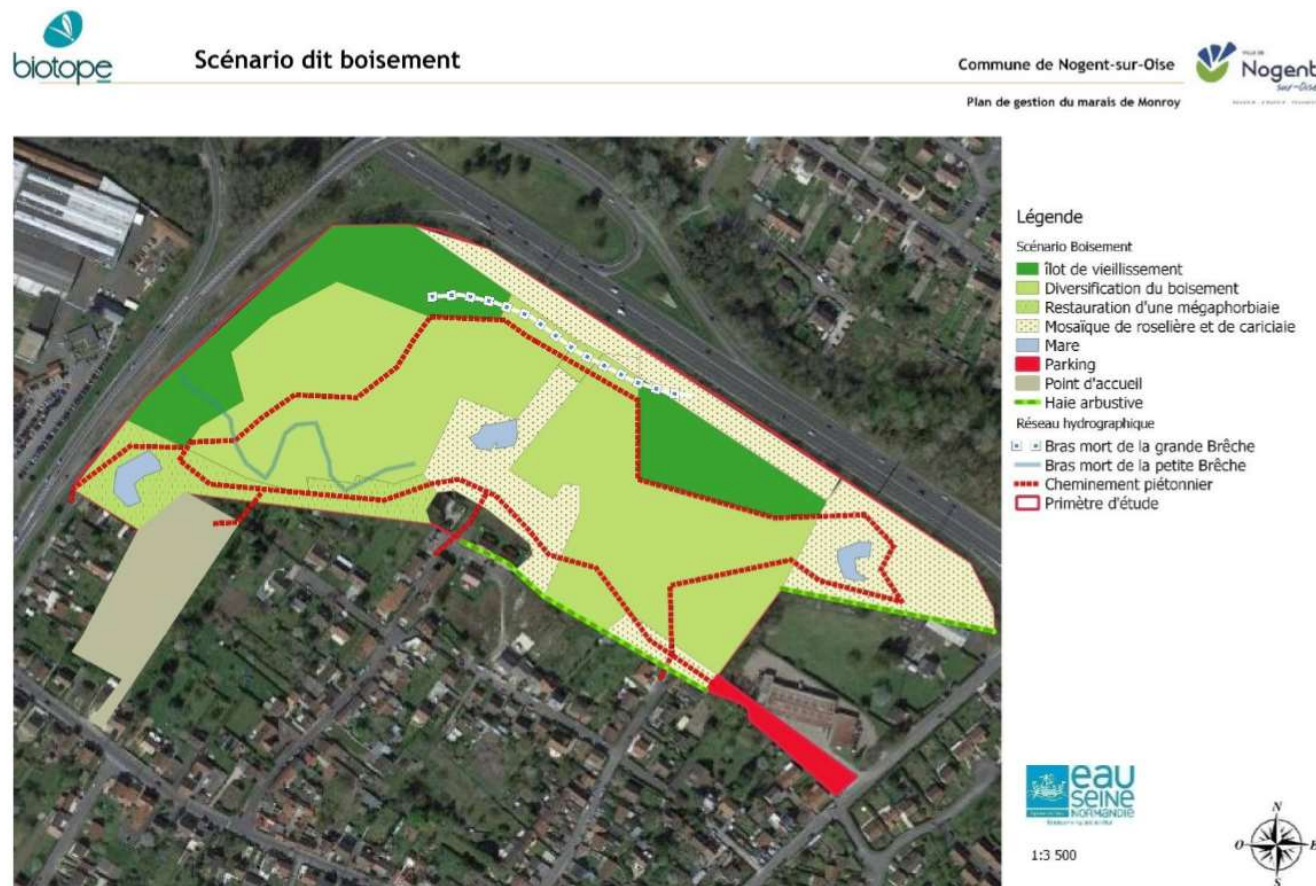 biotope
Scénario dit boisement
Commune de Nogent-sur-Oise
Plan de gestion du marais de Monroy
Nogent
sur-Oise
Légende
Scénario Boisement
îlot de vieillissement
Diversification du boisement
Restauration d'une mégaphorbiaie
Mosaïque de roselière et de cariciaie
Mare
Parking
Point d'accueil
Haie arbustive
Réseau hydrographique
Bras mort de la grande Brêche
Bras mort de la petite Brêche
Cheminement piétonnier
Primètre d'étude
eau
SEINE
NORMANDIE
1:3 500
N
O
E
S